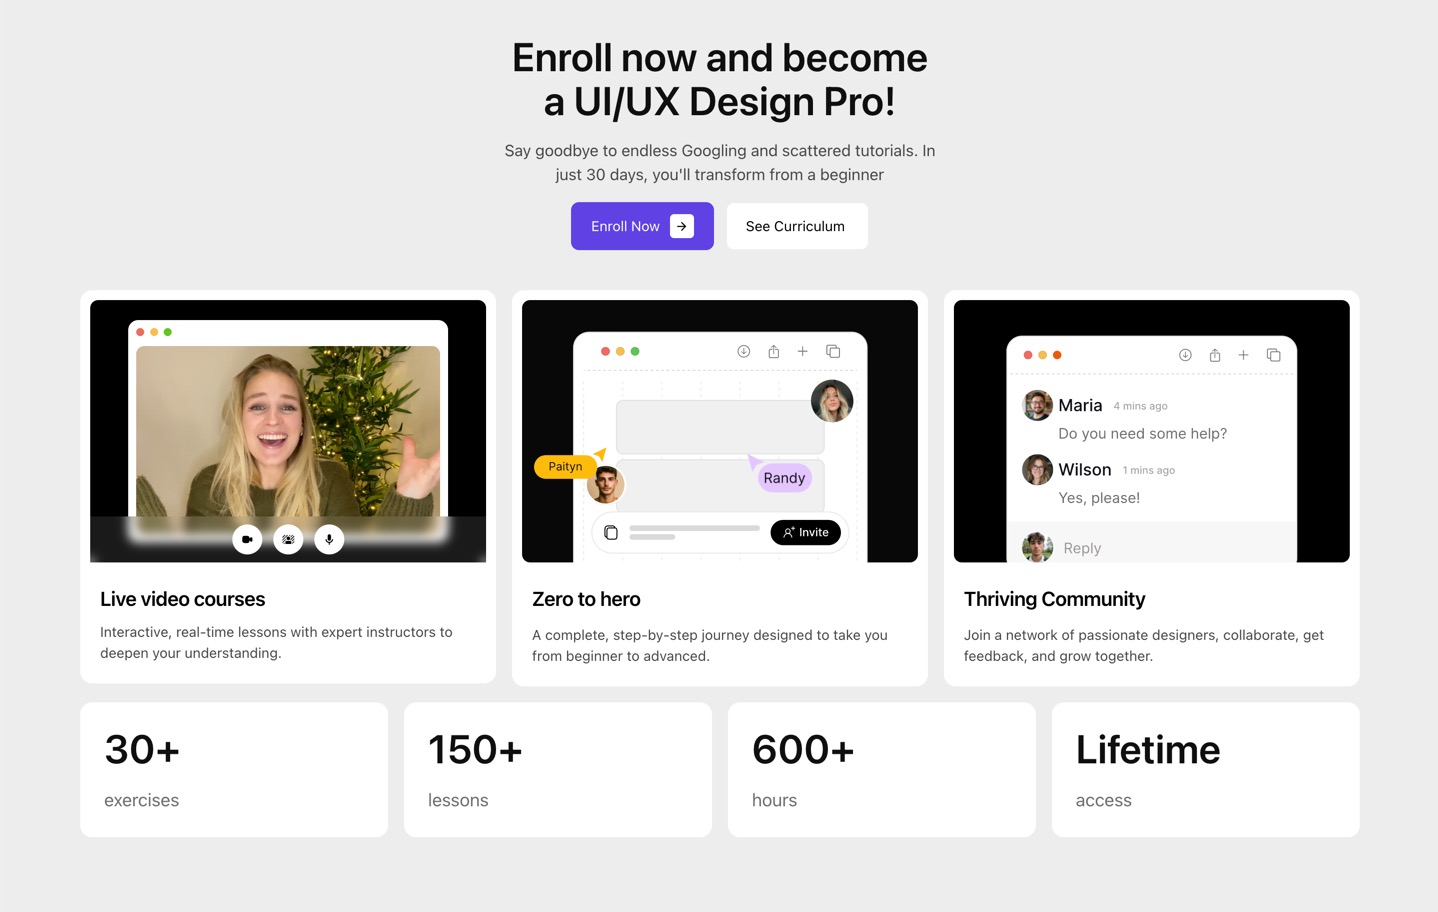 Enroll now and become
a UI/UX Design Pro!
Say goodbye to endless Googling and scattered tutorials. In
just 30 days, you'll transform from a beginner
Enroll Now
See Curriculum
Paityn
Randy
Invite
Maria 4 mins ago
Do you need some help?
Wilson 1 mins ago
Yes, please!
Reply
Live video courses
Interactive, real-time lessons with expert instructors to
deepen your understanding.
Zero to hero
A complete, step-by-step journey designed to take you
from beginner to advanced.
Thriving Community
Join a network of passionate designers, collaborate, get
feedback, and grow together.
30+
exercises
150+
lessons
600+
hours
Lifetime
access